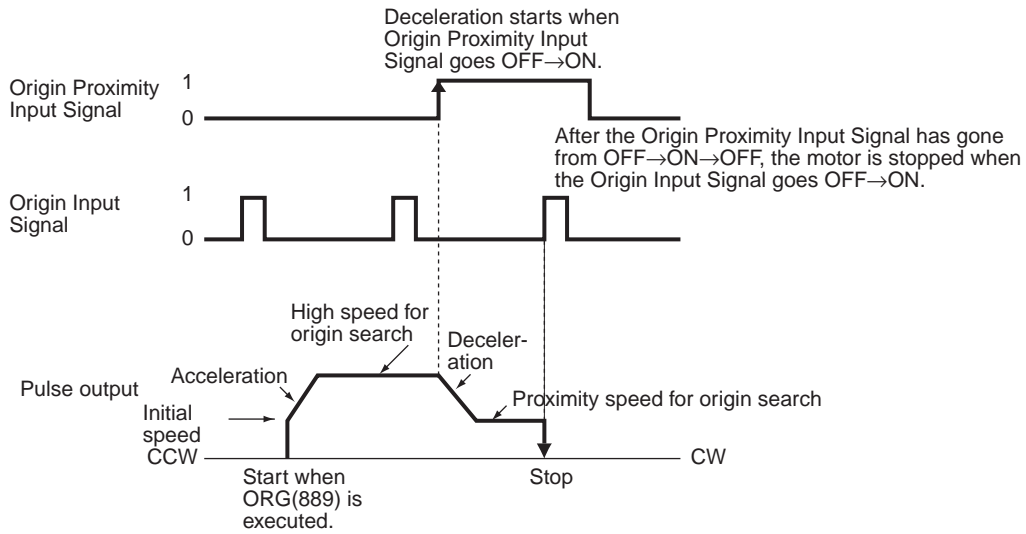 Deceleration starts when
Origin Proximity Input
Signal goes OFF→ON.
Origin Proximity
Input Signal
1
0
After the Origin Proximity Input Signal has gone
from OFF→ON→OFF, the motor is stopped when
the Origin Input Signal goes OFF→ON.
Origin Input
Signal
1
0
High speed for
origin search
Deceler-
ation
Acceleration
Pulse output
Proximity speed for origin search
Initial
speed
CCW
CW
Start when
ORG(889) is
executed.
Stop